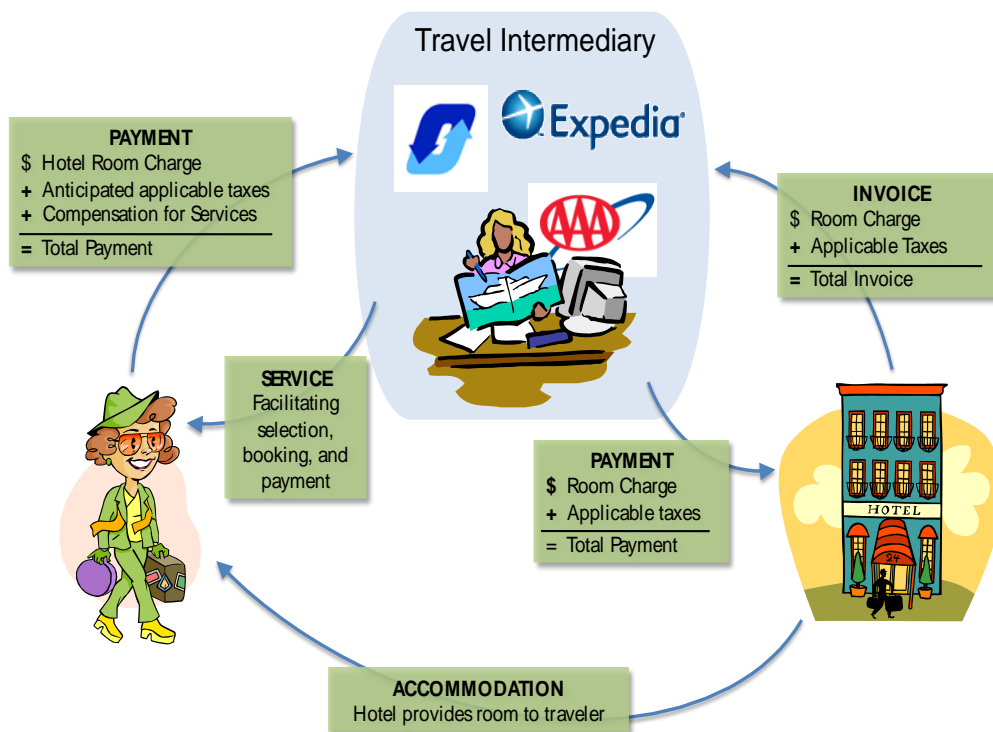 Travel Intermediary
Expedia
AAA
PAYMENT
$ Hotel Room Charge
+ Anticipated applicable taxes
+ Compensation for Services
= Total Payment
INVOICE
$ Room Charge
+ Applicable Taxes
= Total Invoice
SERVICE
Facilitating
selection,
booking, and
payment
PAYMENT
$ Room Charge
+ Applicable taxes
= Total Payment
HOTEL
24
ACCOMMODATION
Hotel provides room to traveler